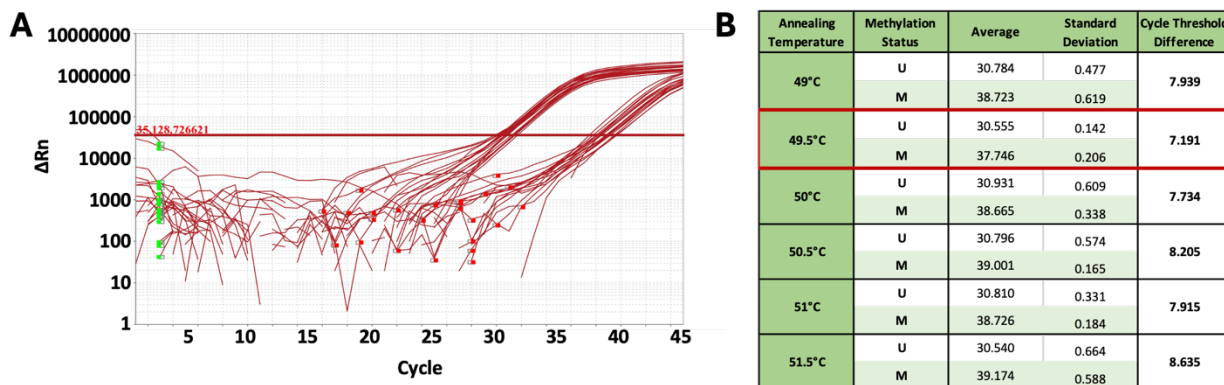 A
10000000
1000000
100000
10000
1000
100
10
1
ΔRn
35,128.726621
5 10 15 20 25 30 35 40 45
Cycle
B
Annealing Temperature Methylation Status Average Standard Deviation Cycle Threshold Difference
49°C U 30.784 0.477 7.939
M 38.723 0.619
49.5°C U 30.555 0.142 7.191
M 37.746 0.206
50°C U 30.931 0.609 7.734
M 38.665 0.338
50.5°C U 30.796 0.574 8.205
M 39.001 0.165
51°C U 30.810 0.331 7.915
M 38.726 0.184
51.5°C U 30.540 0.664 8.635
M 39.174 0.588